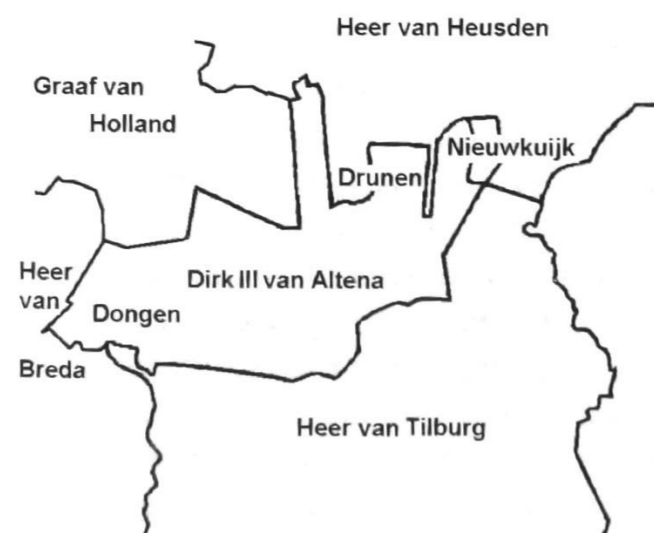 Heer van Heusden
Graaf van
Holland
Nieuwkuijk
Drunen
Heer
van
Dirk III van Altena
Dongen
Breda
Heer van Tilburg